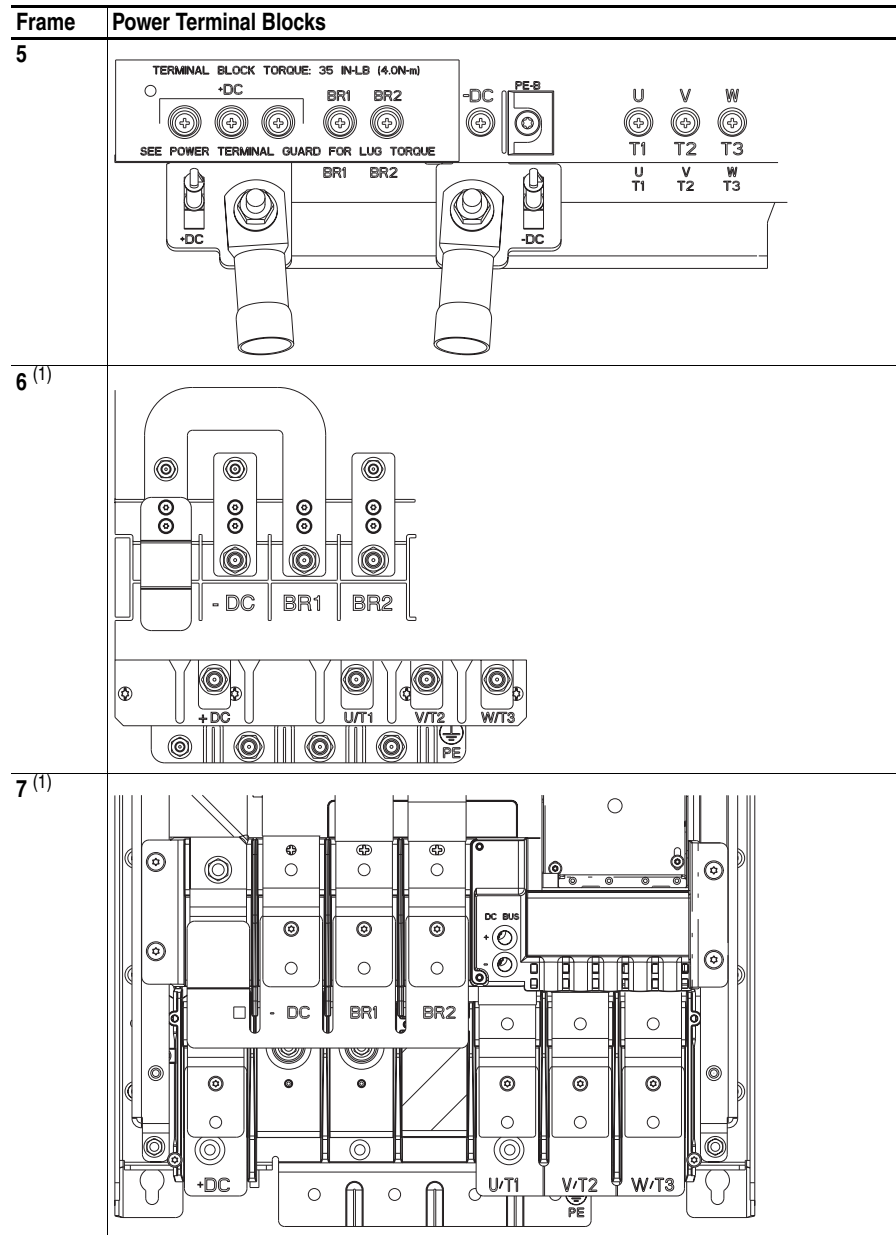 Frame Power Terminal Blocks
5
TERMINAL BLOCK TORQUE: 35 IN-LB (4.0N-m)
+DC BR1 BR2
-DC PE-B U V W
T1 T2 T3
SEE POWER TERMINAL GUARD FOR LUG TORQUE
BR1 BR2 U V W
T1 T2 T3
+DC -DC
6 (1)
- DC BR1 BR2
+ DC U/T1 V/T2 W/T3
PE
7 (1)
DC BUS
+
-
- DC BR1 BR2
+DC U/T1 V/T2 W/T3
PE